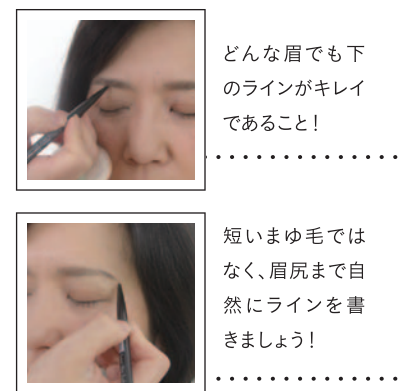 どんな眉でも下
のラインがキレイ
であること!
短いまゆ毛では
なく、眉尻まで自
然にラインを書
きましょう!